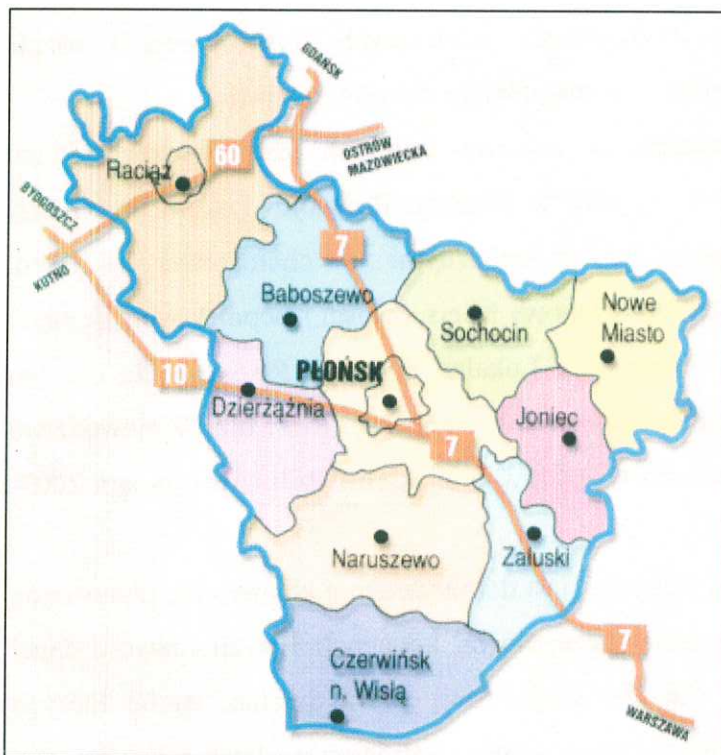 GDAŃSK
60
OSTRÓW
MAZOWIECKA
Raciąż
BYDGOSZCZ
KUTNO
7
Baboszewo
Sochocin
Nowe
Miasto
10
PŁOŃSK
Dzierżążnia
Joniec
7
Naruszewo
Załuski
Czerwińsk
n. Wisłą
7
WARSZAWA